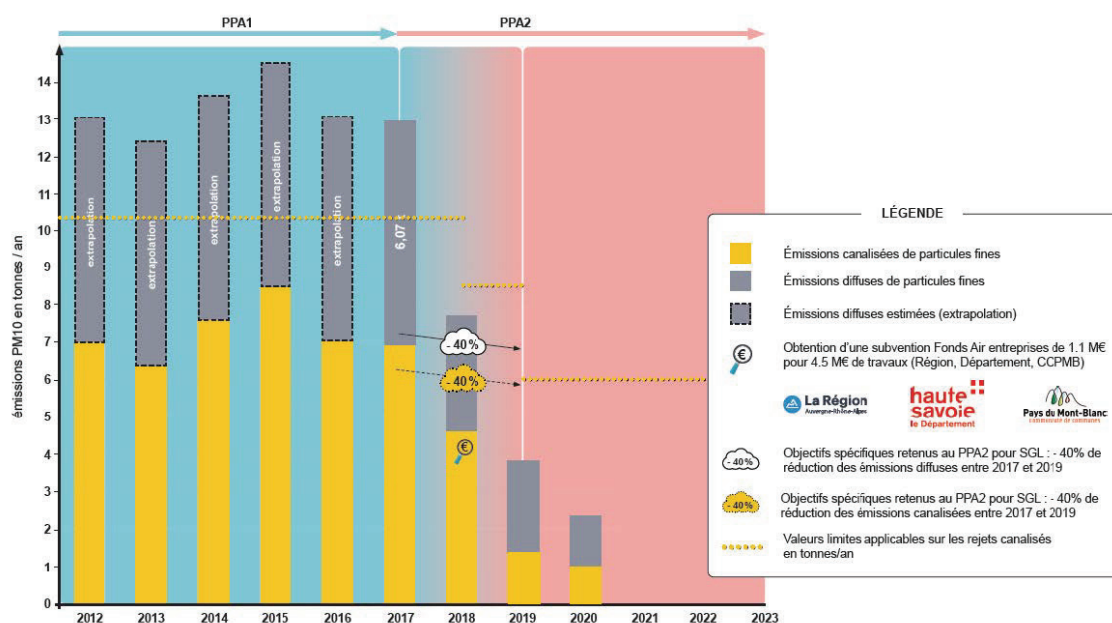 PPA1
PPA2
émissions PM10 en tonnes / an
14
13
12
11
10
9
8
7
6
5
4
3
2
1
0
extrapolation
extrapolation
extrapolation
extrapolation
extrapolation
6,07
- 40%
- 40%
€
2012
2013
2014
2015
2016
2017
2018
2019
2020
2021
2022
2023
LÉGENDE
Émissions canalisées de particules fines
Émissions diffuses de particules fines
Émissions diffuses estimées (extrapolation)
€
Obtention d'une subvention Fonds Air entreprises de 1.1 M€
pour 4.5 M€ de travaux (Région, Département, CCPMB)
La Région
Auvergne-Rhône-Alpes
haute
savoie
le Département
Pays du Mont-Blanc
communauté de communes
- 40%
Objectifs spécifiques retenus au PPA2 pour SGL : - 40% de
réduction des émissions diffuses entre 2017 et 2019
- 40%
Objectifs spécifiques retenus au PPA2 pour SGL : - 40% de
réduction des émissions canalisées entre 2017 et 2019
Valeurs limites applicables sur les rejets canalisés
en tonnes/an